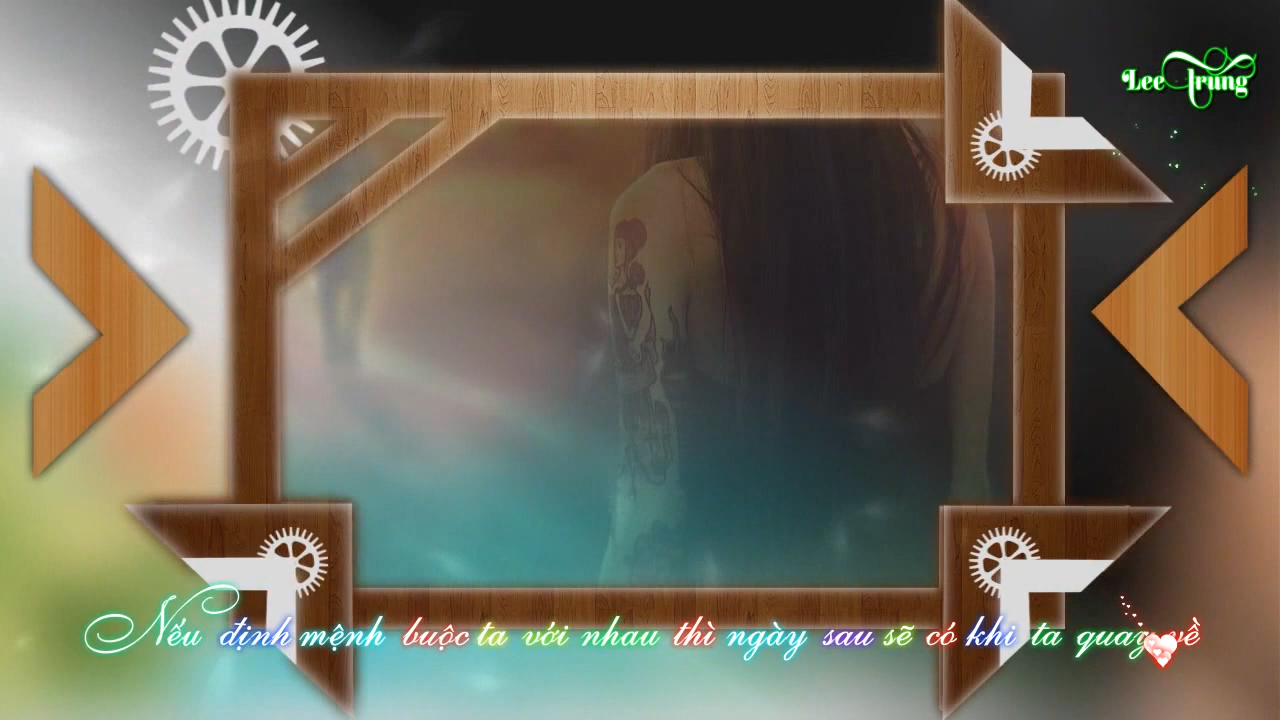 Lee Trung
Nếu định mệnh buộc ta với nhau thì ngày sau sẽ có khi ta quay về